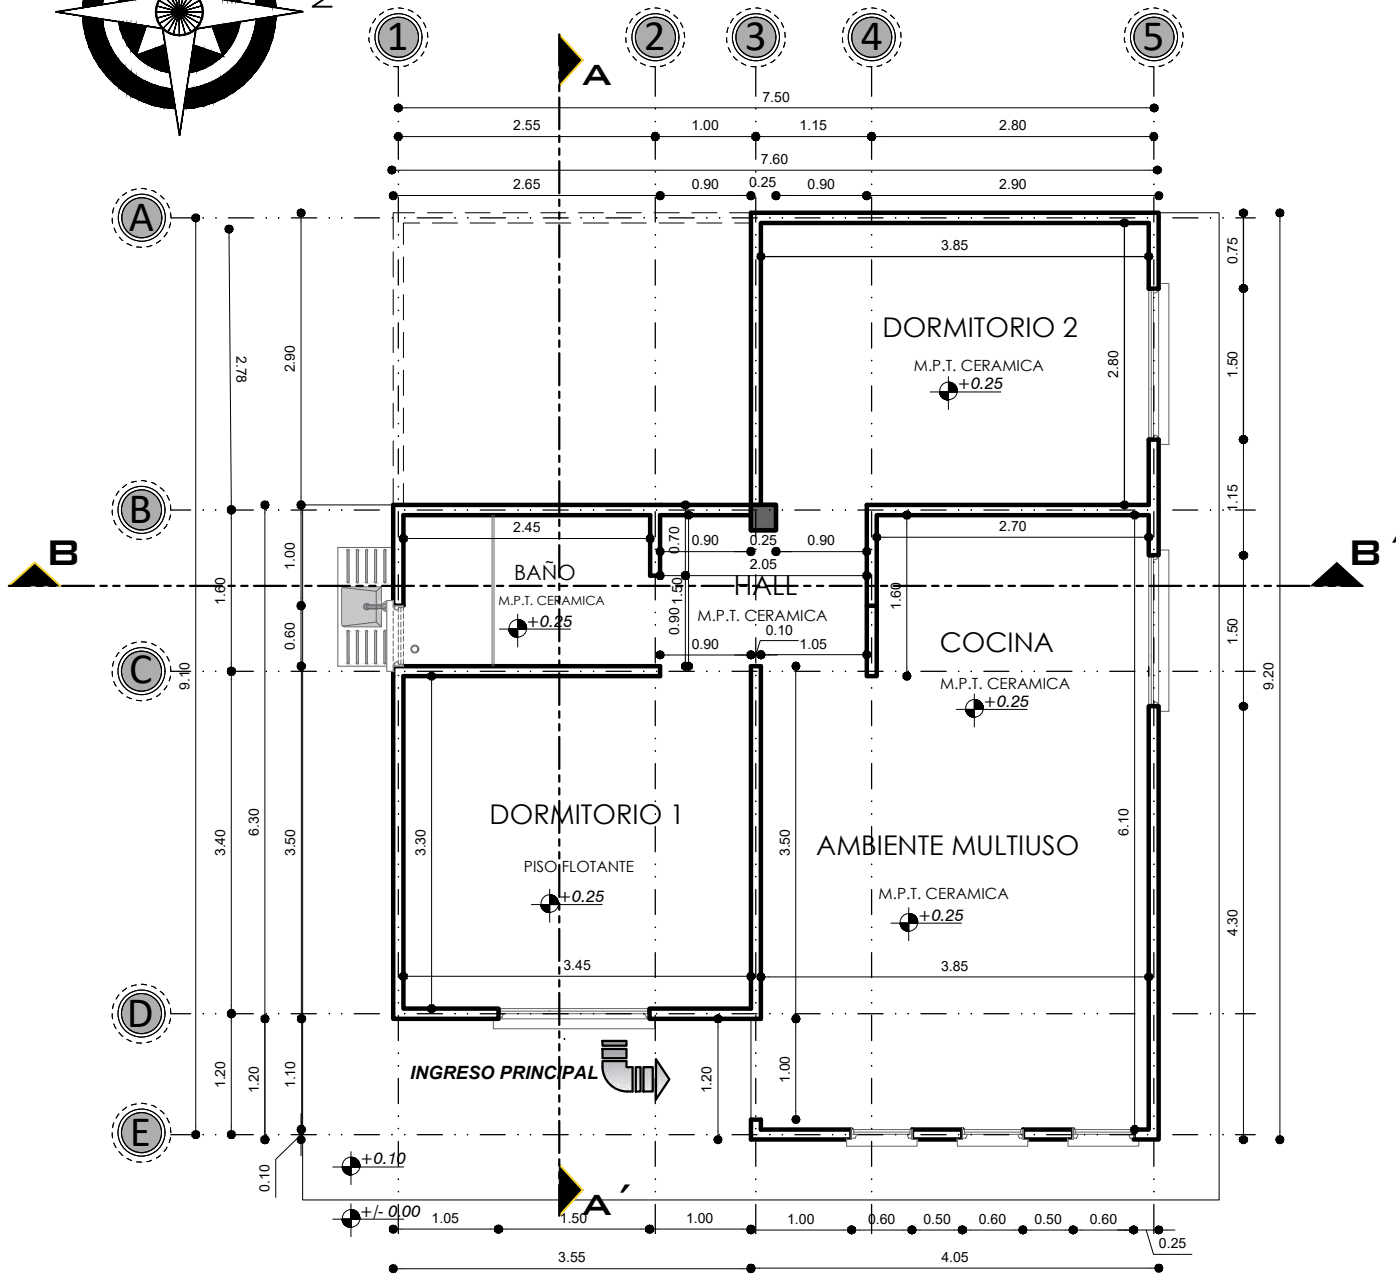 Z
1 2 3 4 5
A
7.50
2.55 1.00 1.15 2.80
7.60
2.65 0.90 0.25 0.90 2.90
A
0.75
3.85
DORMITORIO 2
M.P.T. CERAMICA
+0.25
2.78
2.90
2.80
1.50
B
1.15
2.45
0.70
0.90 0.25 0.90
2.70
2.05
B
B´
1.00
1.60
BAÑO
M.P.T. CERAMICA
+0.25
1.50
HALL
M.P.T. CERAMICA
0.90
0.10
0.90 1.05
1.60
COCINA
M.P.T. CERAMICA
+0.25
0.60
1.50
C
9.10
9.20
DORMITORIO 1
PISO FLOTANTE
+0.25
3.40
6.30
3.50
3.30
3.50
AMBIENTE MULTIUSO
M.P.T. CERAMICA
+0.25
6.10
4.30
3.45 3.85
D
INGRESO PRINCIPAL
1.20
1.20
1.10
1.20
1.00
E
0.10
+0.10
+/- 0.00
A´
1.05 1.50 1.00 1.00 0.60 0.50 0.60 0.50 0.60
0.25
3.55 4.05